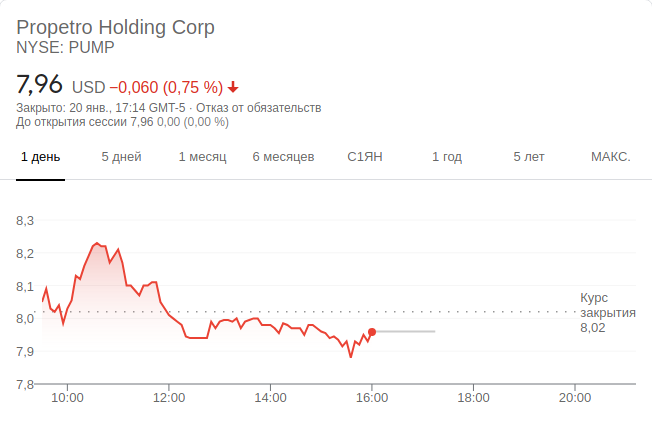 Propetro Holding Corp
NYSE: PUMP
7,96 USD −0,060 (0,75 %)
Закрыто: 20 янв., 17:14 GMT-5 · Отказ от обязательств
До открытия сессии 7,96 0,00 (0,00 %)
1 день 5 дней 1 месяц 6 месяцев С1ЯН 1 год 5 лет МАКС.
8,3
8,2
8,1
8,0
7,9
7,8
Курс
закрытия
8,02
10:00 12:00 14:00 16:00 18:00 20:00